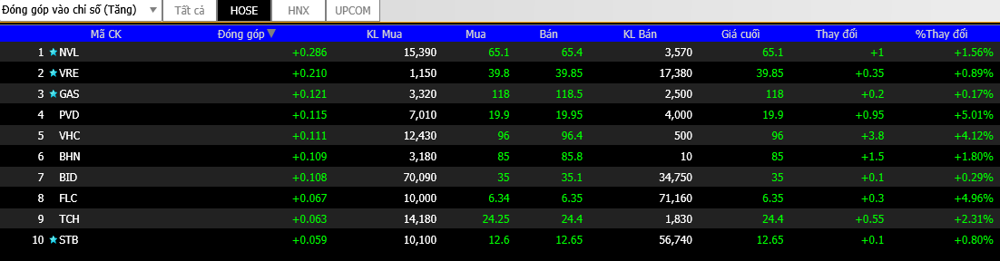 Đóng góp vào chỉ số (Tăng) Tất cả HOSE HNX UPCOM
Mã CK Đóng góp KL Mua Mua Bán KL Bán Giá cuối Thay đổi %Thay đổi
1 NVL +0.286 15,390 65.1 65.4 3,570 65.1 +1 +1.56%
2 VRE +0.210 1,150 39.8 39.85 17,380 39.85 +0.35 +0.89%
3 GAS +0.121 3,320 118 118.5 2,500 118 +0.2 +0.17%
4 PVD +0.115 7,010 19.9 19.95 4,000 19.9 +0.95 +5.01%
5 VHC +0.111 12,430 96 96.4 500 96 +3.8 +4.12%
6 BHN +0.109 3,180 85 85.8 10 85 +1.5 +1.80%
7 BID +0.108 70,090 35 35.1 34,750 35 +0.1 +0.29%
8 FLC +0.067 10,000 6.34 6.35 71,160 6.35 +0.3 +4.96%
9 TCH +0.063 14,180 24.25 24.4 1,830 24.4 +0.55 +2.31%
10 STB +0.059 10,100 12.6 12.65 56,740 12.65 +0.1 +0.80%